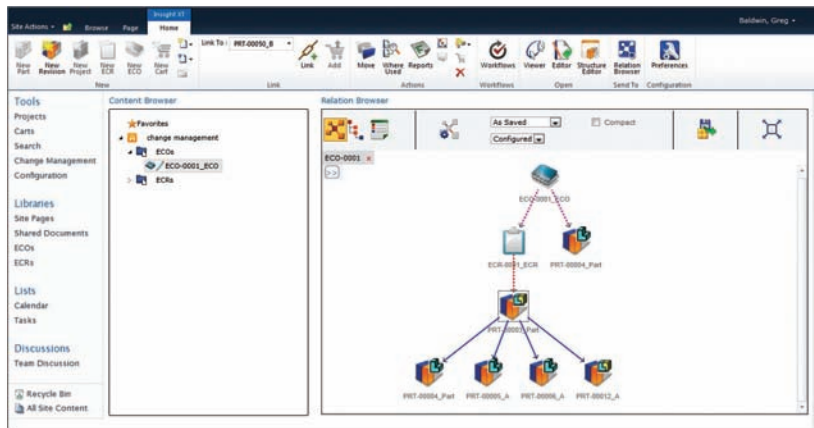 Insight XT
Site Actions Browse Page Home
Baldwin, Greg
New Part
New Revision
New Project
New ECR
New ECO
New Cart
Link To: PRT-00050_B
Link
Add
Move
Where Used
Reports
Workflows
Viewer
Editor
Structure Editor
Relation Browser
Preferences
New
Link
Actions
Workflows
Open
Send To
Configuration
Tools
Projects
Carts
Search
Change Management
Configuration
Libraries
Site Pages
Shared Documents
ECOs
ECRs
Lists
Calendar
Tasks
Discussions
Team Discussion
Recycle Bin
All Site Content
Content Browser
Favorites
change management
ECOs
ECO-0001_ECO
ECRs
Relation Browser
As Saved
Compact
Configured
ECO-0001 ×
>>
ECO-0001_ECO
ECR-0001_ECR PRT-00004_Part
PRT-00003_Part
PRT-00004_Part PRT-00005_A PRT-00006_A PRT-00012_A